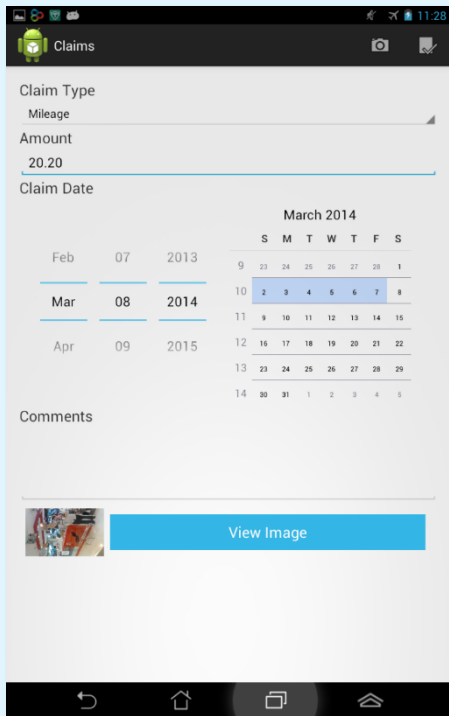 11:28
Claims
Claim Type
Mileage
Amount
20.20
Claim Date
Feb 07 2013
Mar 08 2014
Apr 09 2015
March 2014
S M T W T F S
9 23 24 25 26 27 28 1
10 2 3 4 5 6 7 8
11 9 10 11 12 13 14 15
12 16 17 18 19 20 21 22
13 23 24 25 26 27 28 29
14 30 31 1 2 3 4 5
Comments
View Image